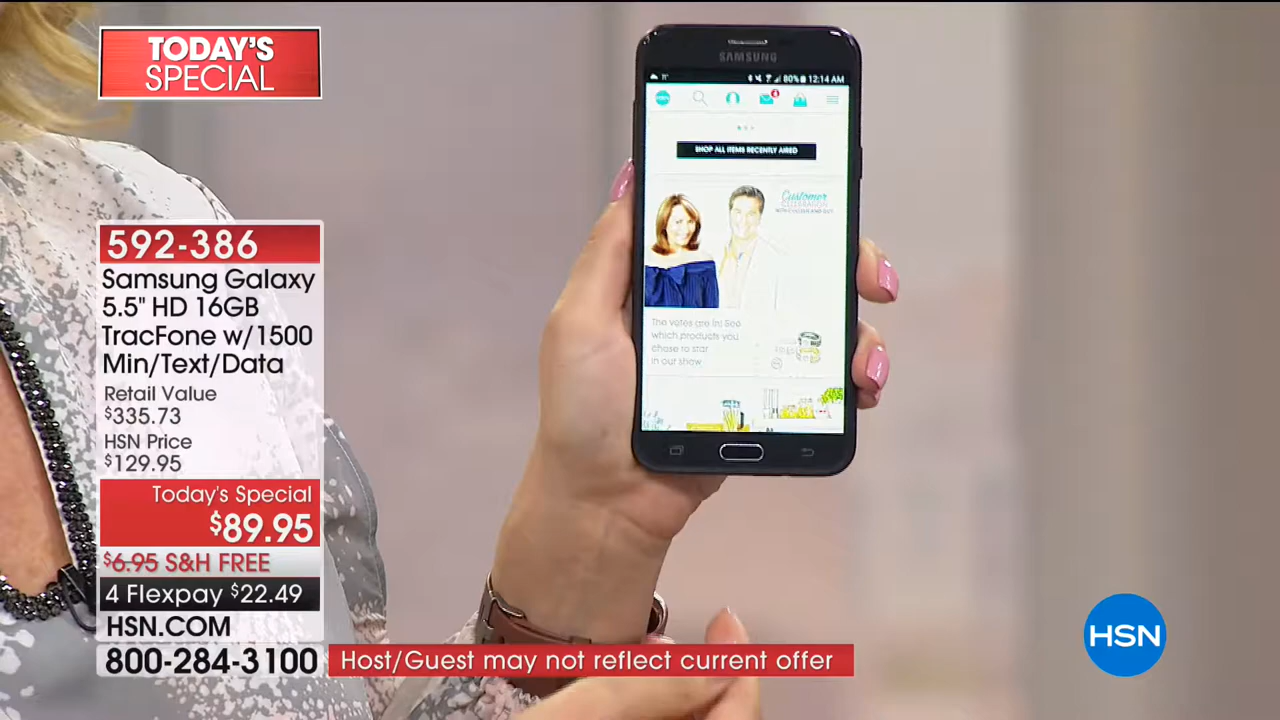 TODAY'S
SPECIAL
592-386
Samsung Galaxy
5.5" HD 16GB
TracFone w/1500
Min/Text/Data
Retail Value
$335.73
HSN Price
$129.95
Today's Special
$89.95
$6.95 S&H FREE
4 Flexpay $22.49
HSN.COM
800-284-3100
Host/Guest may not reflect current offer
SAMSUNG
80% 12:14 AM
HSN
4
SHOP ALL ITEMS RECENTLY AIRED
Customer
CELEBRATION
The votes are in! See
which products you
chose to star
in our show
HSN